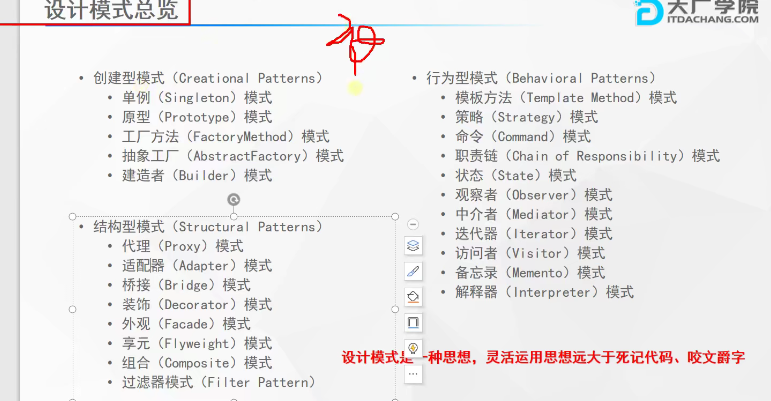 设计模式总览
大厂学院
ITDACHANG.COM
• 创建型模式（Creational Patterns）
• 单例（Singleton）模式
• 原型（Prototype）模式
• 工厂方法（FactoryMethod）模式
• 抽象工厂（AbstractFactory）模式
• 建造者（Builder）模式
• 结构型模式（Structural Patterns）
• 代理（Proxy）模式
• 适配器（Adapter）模式
• 桥接（Bridge）模式
• 装饰（Decorator）模式
• 外观（Facade）模式
• 享元（Flyweight）模式
• 组合（Composite）模式
• 过滤器模式（Filter Pattern）
• 行为型模式（Behavioral Patterns）
• 模板方法（Template Method）模式
• 策略（Strategy）模式
• 命令（Command）模式
• 职责链（Chain of Responsibility）模式
• 状态（State）模式
• 观察者（Observer）模式
• 中介者（Mediator）模式
• 迭代器（Iterator）模式
• 访问者（Visitor）模式
• 备忘录（Memento）模式
• 解释器（Interpreter）模式
设计模式是一种思想，灵活运用思想远大于死记代码、咬文爵字